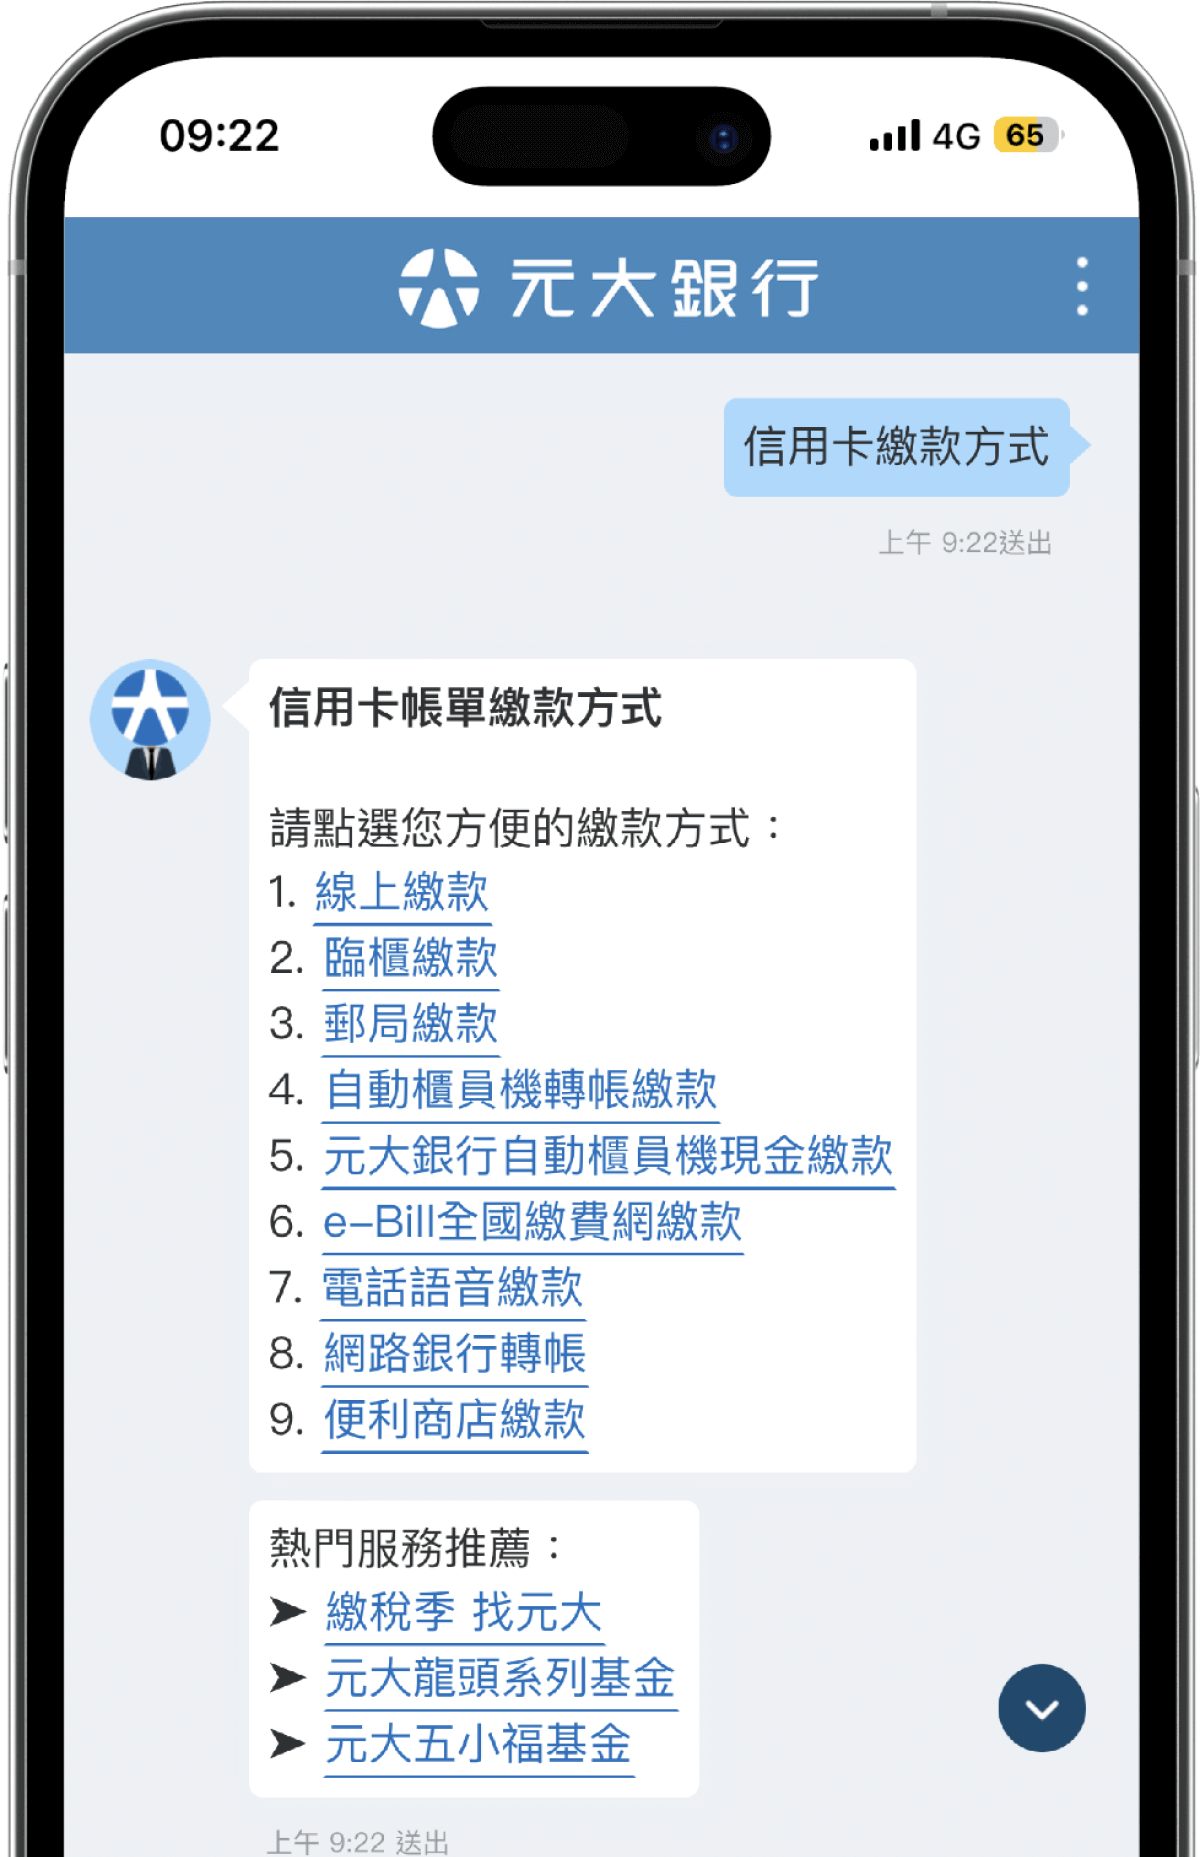 09:22
4G 65
元大銀行
信用卡繳款方式
上午 9:22送出
信用卡帳單繳款方式
請點選您方便的繳款方式：
1. 線上繳款
2. 臨櫃繳款
3. 郵局繳款
4. 自動櫃員機轉帳繳款
5. 元大銀行自動櫃員機現金繳款
6. e-Bill全國繳費網繳款
7. 電話語音繳款
8. 網路銀行轉帳
9. 便利商店繳款
熱門服務推薦：
➤ 繳稅季 找元大
➤ 元大龍頭系列基金
➤ 元大五小福基金
上午 9:22 送出